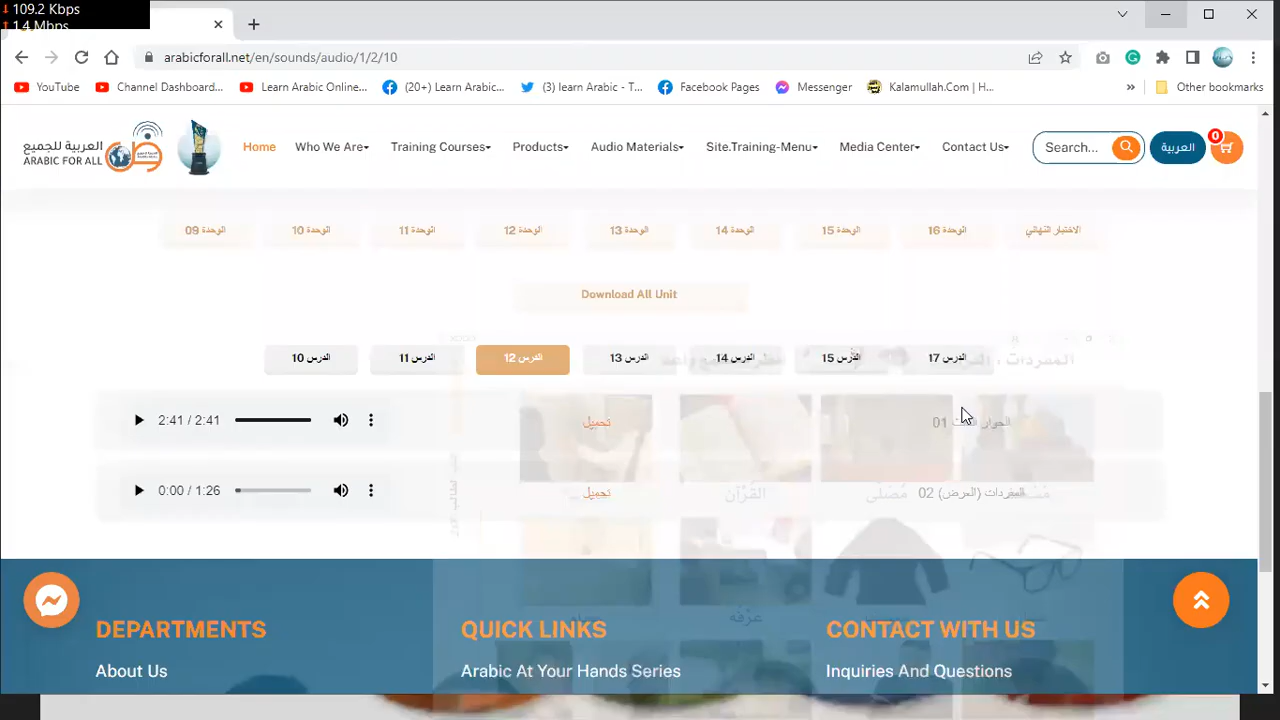 109.2 Kbps
1.4 Mbps
arabicforall.net/en/sounds/audio/1/2/10
YouTube
Channel Dashboard...
Learn Arabic Online...
(20+) Learn Arabic...
(3) learn Arabic - T...
Facebook Pages
Messenger
Kalamullah.Com | H...
Other bookmarks
العربية للجميع
ARABIC FOR ALL
Home
Who We Are
Training Courses
Products
Audio Materials
Site.Training-Menu
Media Center
Contact Us
Search...
العربية
0
الوحدة 09
الوحدة 10
الوحدة 11
الوحدة 12
الوحدة 13
الوحدة 14
الوحدة 15
الوحدة 16
الاختبار النهائي
Download All Unit
الدرس 10
الدرس 11
الدرس 12
الدرس 13
الدرس 14
الدرس 15
الدرس 17
المفردات
2:41 / 2:41
تحميل
الحوار
01
0:00 / 1:26
تحميل
القُرْآن
مُصَلَّى
المفردات (العرض) 02
غُرْفَة
DEPARTMENTS
QUICK LINKS
CONTACT WITH US
About Us
Arabic At Your Hands Series
Inquiries And Questions